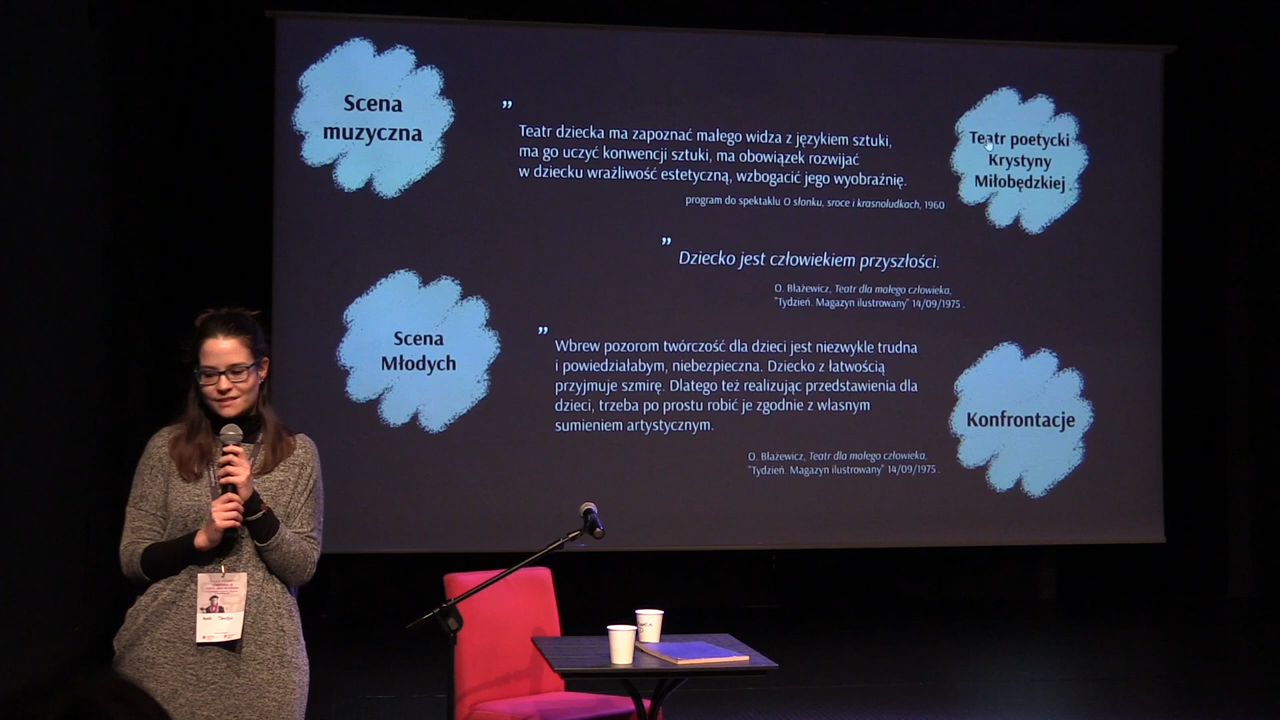 Scena
muzyczna
”
Teatr dziecka ma zapoznać małego widza z językiem sztuki,
ma go uczyć konwencji sztuki, ma obowiązek rozwijać
w dziecku wrażliwość estetyczną, wzbogacić jego wyobraźnię.
program do spektaklu O słonku, sroce i krasnoludkach, 1960
Teatr poetycki
Krystyny
Miłobędzkiej
”
Dziecko jest człowiekiem przyszłości.
O. Błażewicz, Teatr dla małego człowieka,
"Tydzień. Magazyn ilustrowany" 14/09/1975 .
Scena
Młodych
”
Wbrew pozorom twórczość dla dzieci jest niezwykle trudna
i powiedziałabym, niebezpieczna. Dziecko z łatwością
przyjmuje szmirę. Dlatego też realizując przedstawienia dla
dzieci, trzeba po prostu robić je zgodnie z własnym
sumieniem artystycznym.
O. Błażewicz, Teatr dla małego człowieka,
"Tydzień. Magazyn ilustrowany" 14/09/1975 .
Konfrontacje